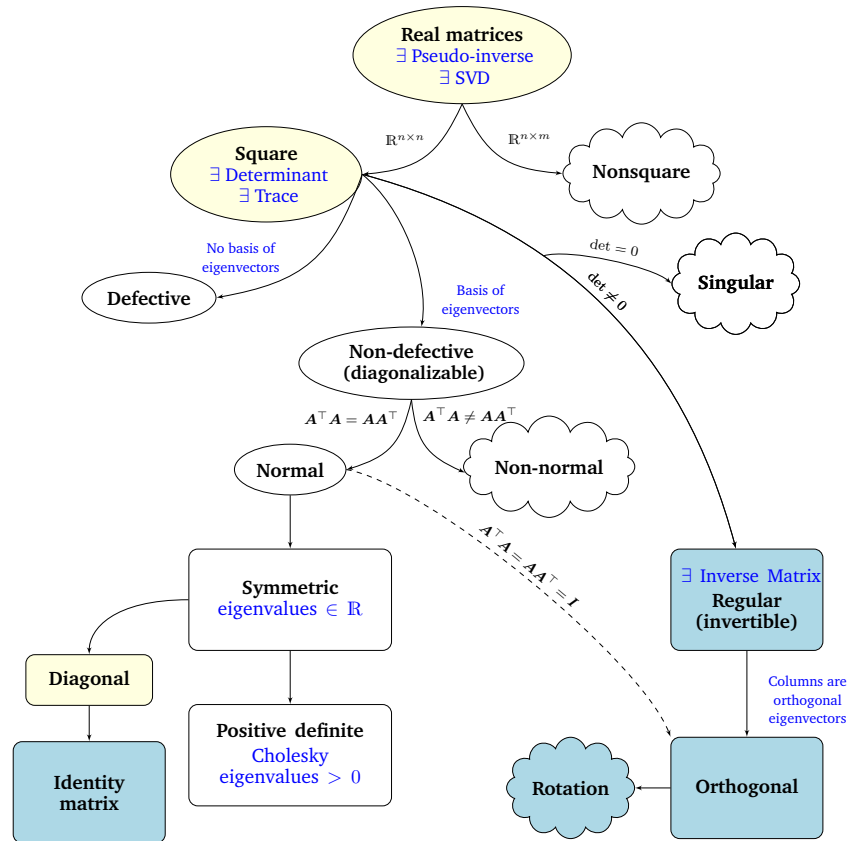 Real matrices
∃ Pseudo-inverse
∃ SVD
ℝⁿˣⁿ
ℝⁿˣᵐ
Square
∃ Determinant
∃ Trace
Nonsquare
No basis of
eigenvectors
det = 0
Defective
Singular
det ≠ 0
Basis of
eigenvectors
Non-defective
(diagonalizable)
A⊤A = AA⊤
A⊤A ≠ AA⊤
Normal
Non-normal
A⊤A = AA⊤ = I
Symmetric
eigenvalues ∈ ℝ
∃ Inverse Matrix
Regular
(invertible)
Diagonal
Columns are
orthogonal
eigenvectors
Positive definite
Cholesky
eigenvalues > 0
Identity
matrix
Rotation
Orthogonal